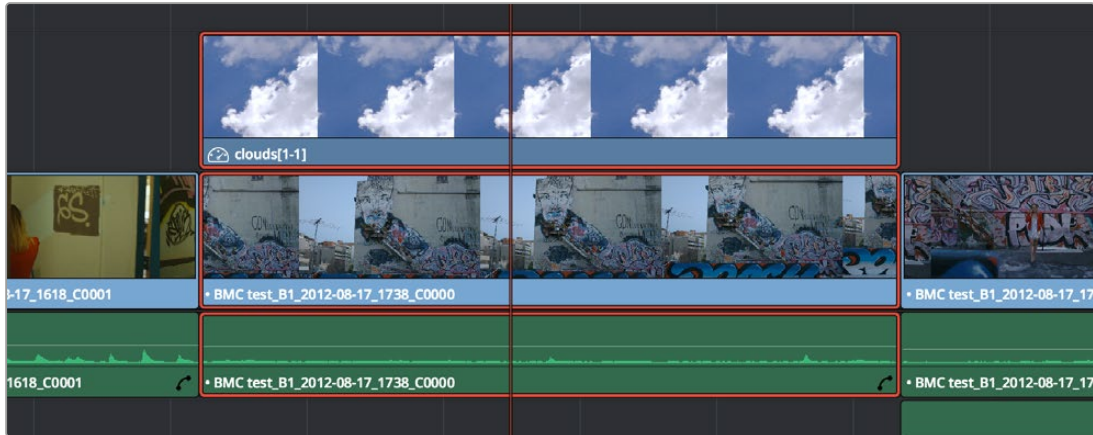 clouds[1-1]
-17_1618_C0001
• BMC test_B1_2012-08-17_1738_C0000
• BMC test_B1_2012-08-17_17
1618_C0001
• BMC test_B1_2012-08-17_1738_C0000
• BMC test_B1_2012-08-17_17